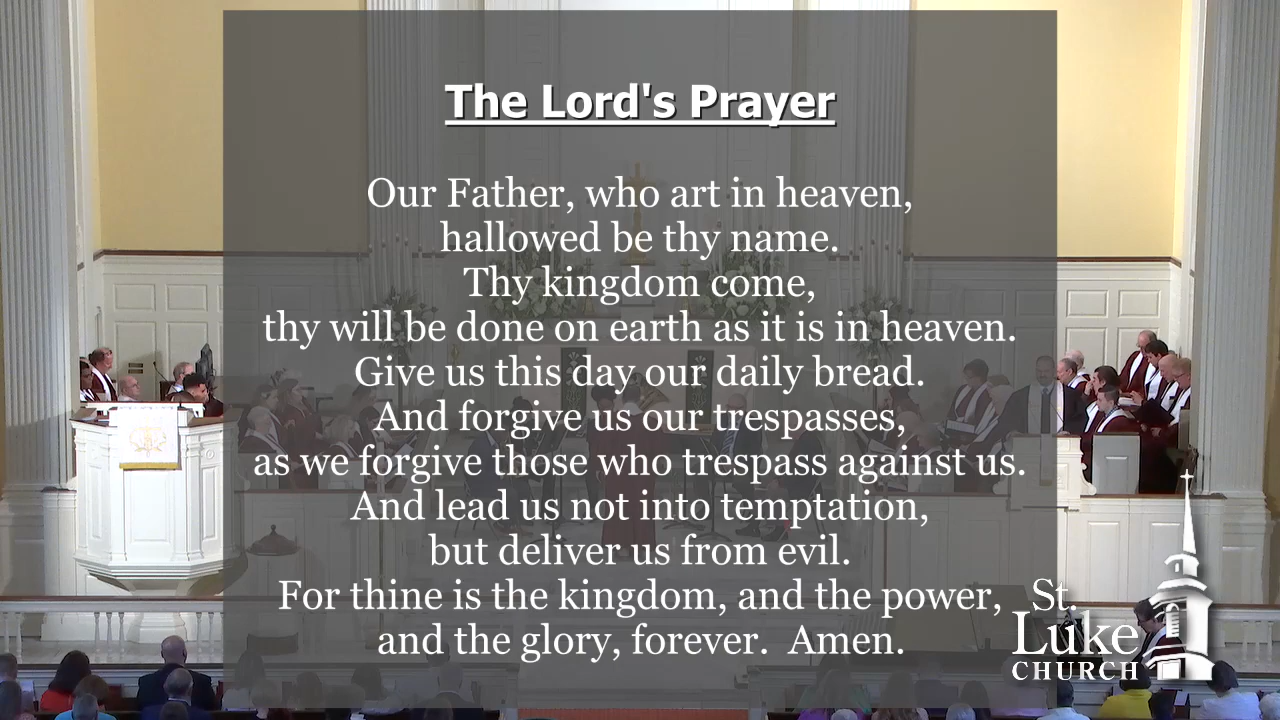 The Lord's Prayer
Our Father, who art in heaven,
hallowed be thy name.
Thy kingdom come,
thy will be done on earth as it is in heaven.
Give us this day our daily bread.
And forgive us our trespasses,
as we forgive those who trespass against us.
And lead us not into temptation,
but deliver us from evil.
For thine is the kingdom, and the power,
and the glory, forever.  Amen.
St.
Luke
CHURCH